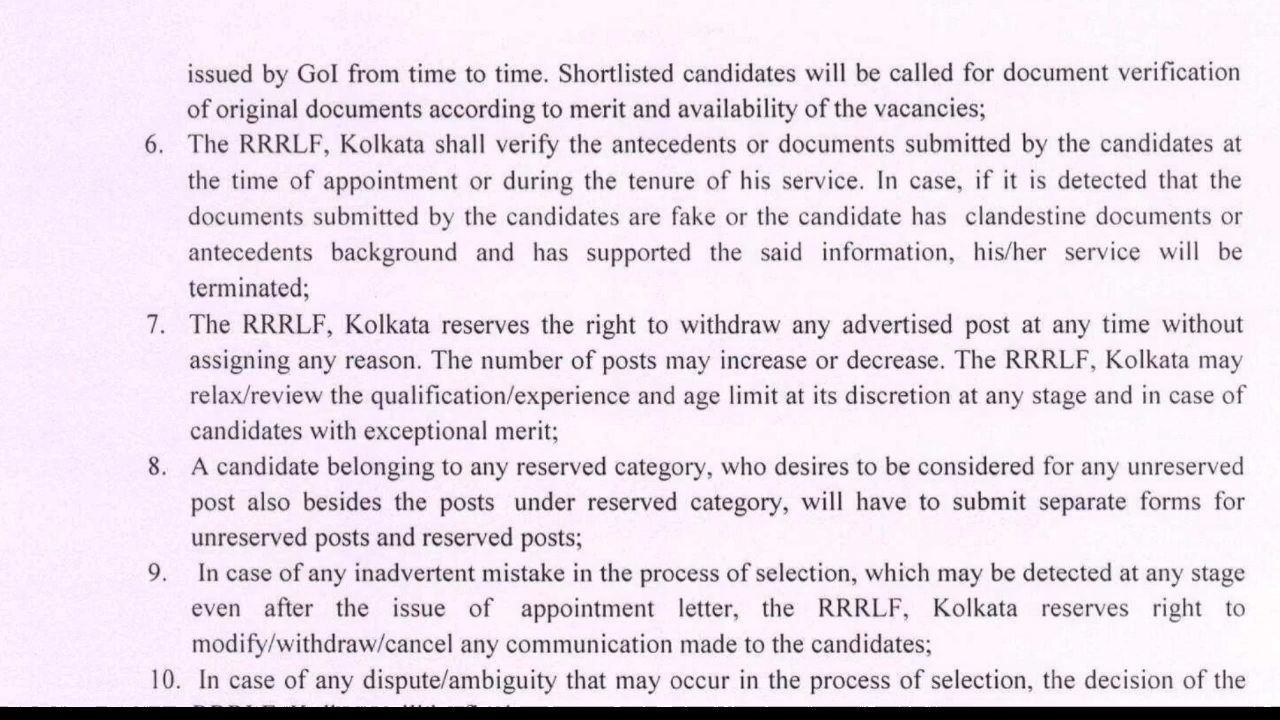 issued by GoI from time to time. Shortlisted candidates will be called for document verification
of original documents according to merit and availability of the vacancies;
6. The RRRLF, Kolkata shall verify the antecedents or documents submitted by the candidates at
the time of appointment or during the tenure of his service. In case, if it is detected that the
documents submitted by the candidates are fake or the candidate has clandestine documents or
antecedents background and has supported the said information, his/her service will be
terminated;
7. The RRRLF, Kolkata reserves the right to withdraw any advertised post at any time without
assigning any reason. The number of posts may increase or decrease. The RRRLF, Kolkata may
relax/review the qualification/experience and age limit at its discretion at any stage and in case of
candidates with exceptional merit;
8. A candidate belonging to any reserved category, who desires to be considered for any unreserved
post also besides the posts under reserved category, will have to submit separate forms for
unreserved posts and reserved posts;
9. In case of any inadvertent mistake in the process of selection, which may be detected at any stage
even after the issue of appointment letter, the RRRLF, Kolkata reserves right to
modify/withdraw/cancel any communication made to the candidates;
10. In case of any dispute/ambiguity that may occur in the process of selection, the decision of the